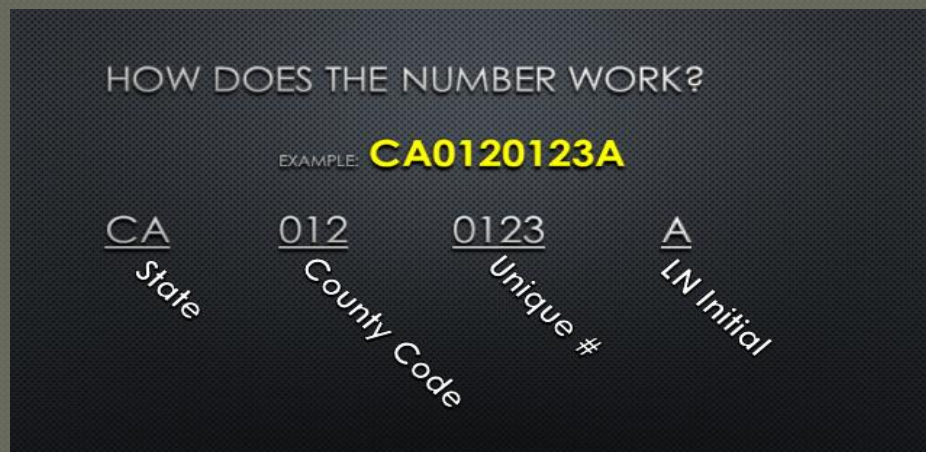 HOW DOES THE NUMBER WORK?
EXAMPLE: CA0120123A
CA 012 0123 A
State County Code Unique # LN Initial